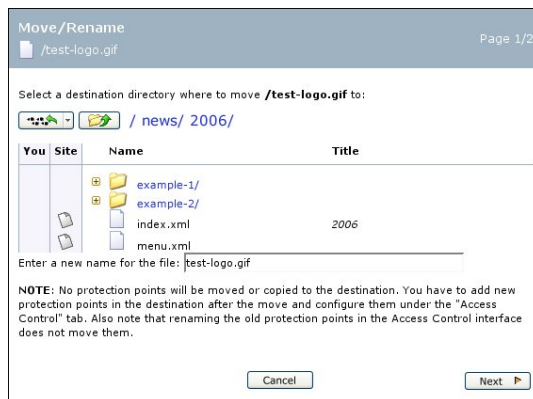 Move/Rename
/test-logo.gif
Page 1/2
Select a destination directory where to move /test-logo.gif to:
/ news/ 2006/
You Site Name Title
example-1/
example-2/
index.xml 2006
menu.xml
Enter a new name for the file: test-logo.gif
NOTE: No protection points will be moved or copied to the destination. You have to add new
protection points in the destination after the move and configure them under the "Access
Control" tab. Also note that renaming the old protection points in the Access Control interface
does not move them.
Cancel Next